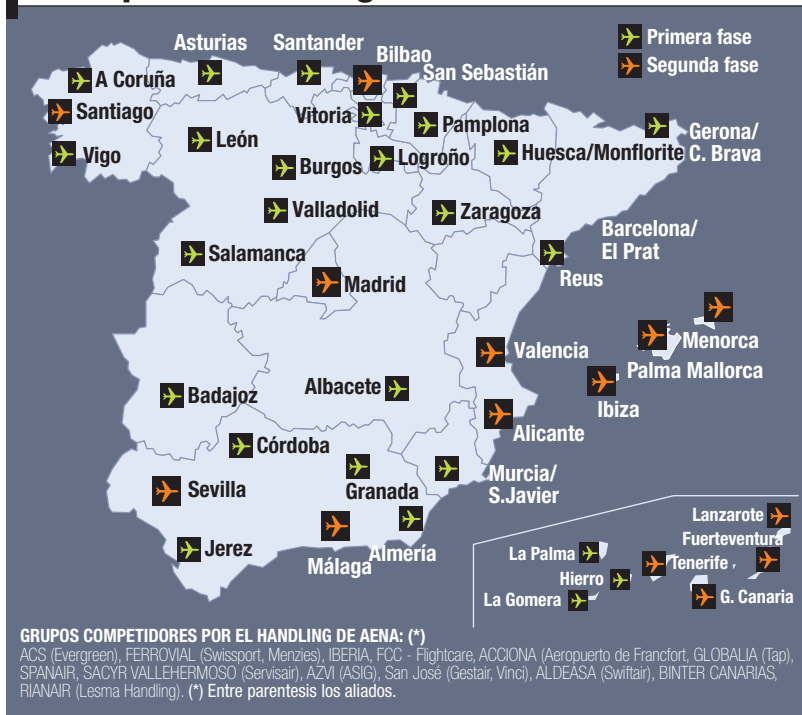 Primera fase
Segunda fase
Asturias
Santander
Bilbao
San Sebastián
A Coruña
Santiago
Vitoria
Pamplona
Vigo
León
Burgos
Logroño
Huesca/Monflorite
Gerona/
C. Brava
Valladolid
Zaragoza
Salamanca
Barcelona/
El Prat
Reus
Madrid
Menorca
Valencia
Palma Mallorca
Ibiza
Badajoz
Albacete
Alicante
Córdoba
Sevilla
Granada
Murcia/
S.Javier
Jerez
Málaga
Almería
Lanzarote
Fuerteventura
La Palma
Tenerife
Hierro
La Gomera
G. Canaria
GRUPOS COMPETIDORES POR EL HANDLING DE AENA: (*)
ACS (Evergreen), FERROVIAL (Swissport, Menzies), IBERIA, FCC - Flightcare, ACCIONA (Aeropuerto de Francfort, GLOBALIA (Tap),
SPANAIR, SACYR VALLEHERMOSO (Servisair), AZVI (ASIG), San José (Gestair, Vinci), ALDEASA (Swiftair), BINTER CANARIAS,
RIANAIR (Lesma Handling). (*) Entre parentesis los aliados.